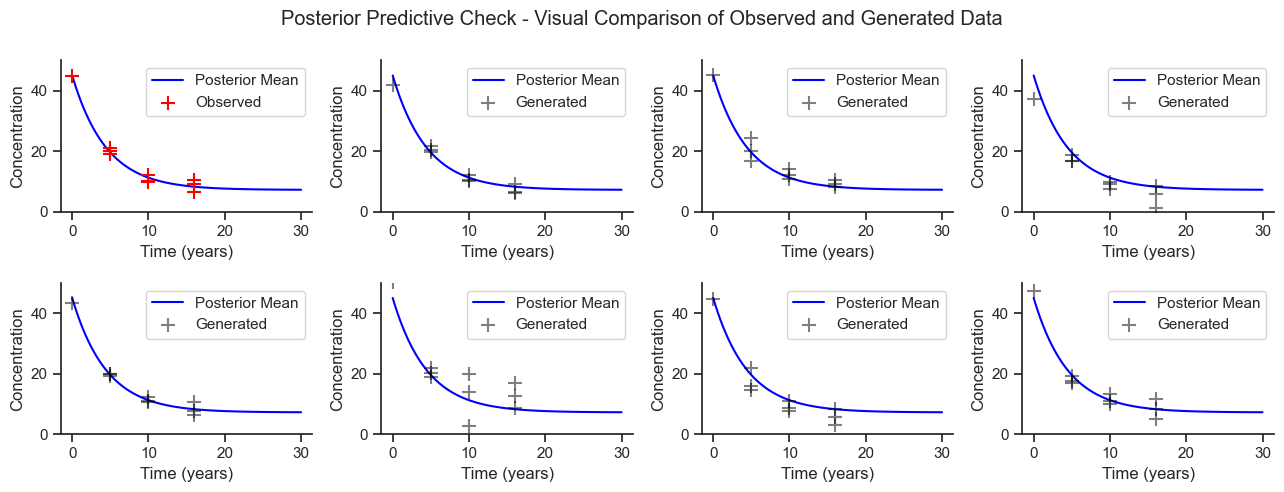 Posterior Predictive Check - Visual Comparison of Observed and Generated Data
Concentration
40
20
0
Posterior Mean
Observed
0 10 20 30
Time (years)
Concentration
40
20
0
Posterior Mean
Generated
0 10 20 30
Time (years)
Concentration
40
20
0
Posterior Mean
Generated
0 10 20 30
Time (years)
Concentration
40
20
0
Posterior Mean
Generated
0 10 20 30
Time (years)
Concentration
40
20
0
Posterior Mean
Generated
0 10 20 30
Time (years)
Concentration
40
20
0
Posterior Mean
Generated
0 10 20 30
Time (years)
Concentration
40
20
0
Posterior Mean
Generated
0 10 20 30
Time (years)
Concentration
40
20
0
Posterior Mean
Generated
0 10 20 30
Time (years)